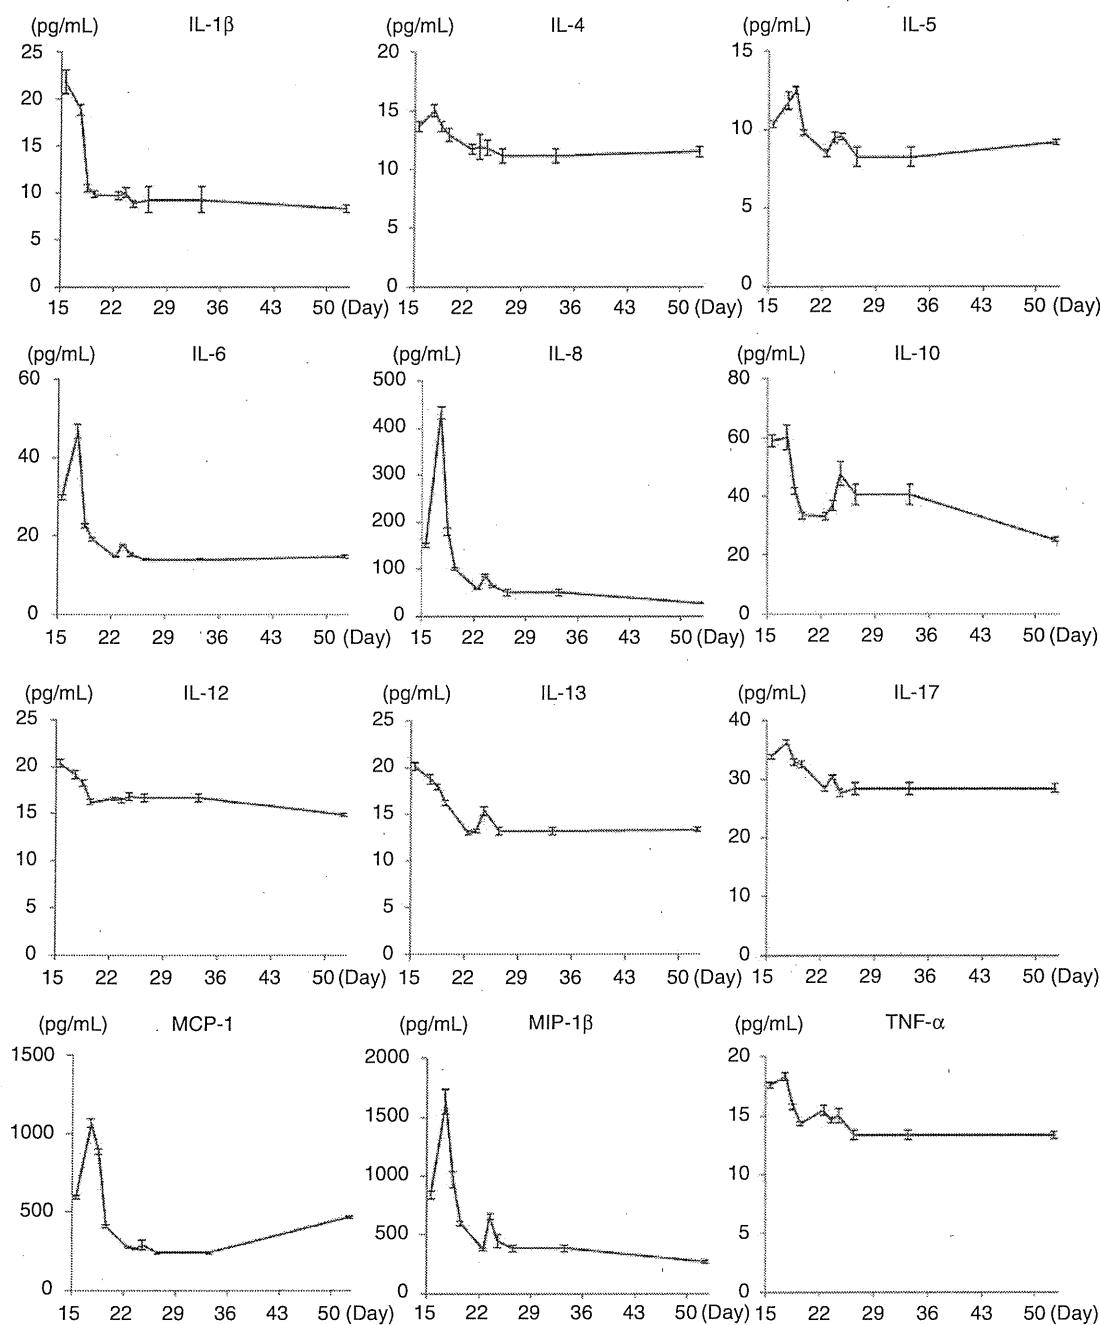 (pg/mL) IL-1β (pg/mL) IL-4 (pg/mL) IL-5
25 20 15
20
15 15 10
10 10
5 5 5
0 0 0
15 22 29 36 43 50 (Day) 15 22 29 36 43 50 (Day) 15 22 29 36 43 50 (Day)
(pg/mL) IL-6 (pg/mL) IL-8 (pg/mL) IL-10
60 500 80
400
40 300 60
200 40
20 100 20
0 0 0
15 22 29 36 43 50 (Day) 15 22 29 36 43 50 (Day) 15 22 29 36 43 50 (Day)
(pg/mL) IL-12 (pg/mL) IL-13 (pg/mL) IL-17
25 25 40
20 20 30
15 15
10 10 20
5 5 10
0 0 0
15 22 29 36 43 50 (Day) 15 22 29 36 43 50 (Day) 15 22 29 36 43 50 (Day)
(pg/mL) MCP-1 (pg/mL) MIP-1β (pg/mL) TNF-α
1500 2000 20
1000 1500 15
1000 10
500 500 5
0 0 0
15 22 29 36 43 50 (Day) 15 22 29 36 43 50 (Day) 15 22 29 36 43 50 (Day)